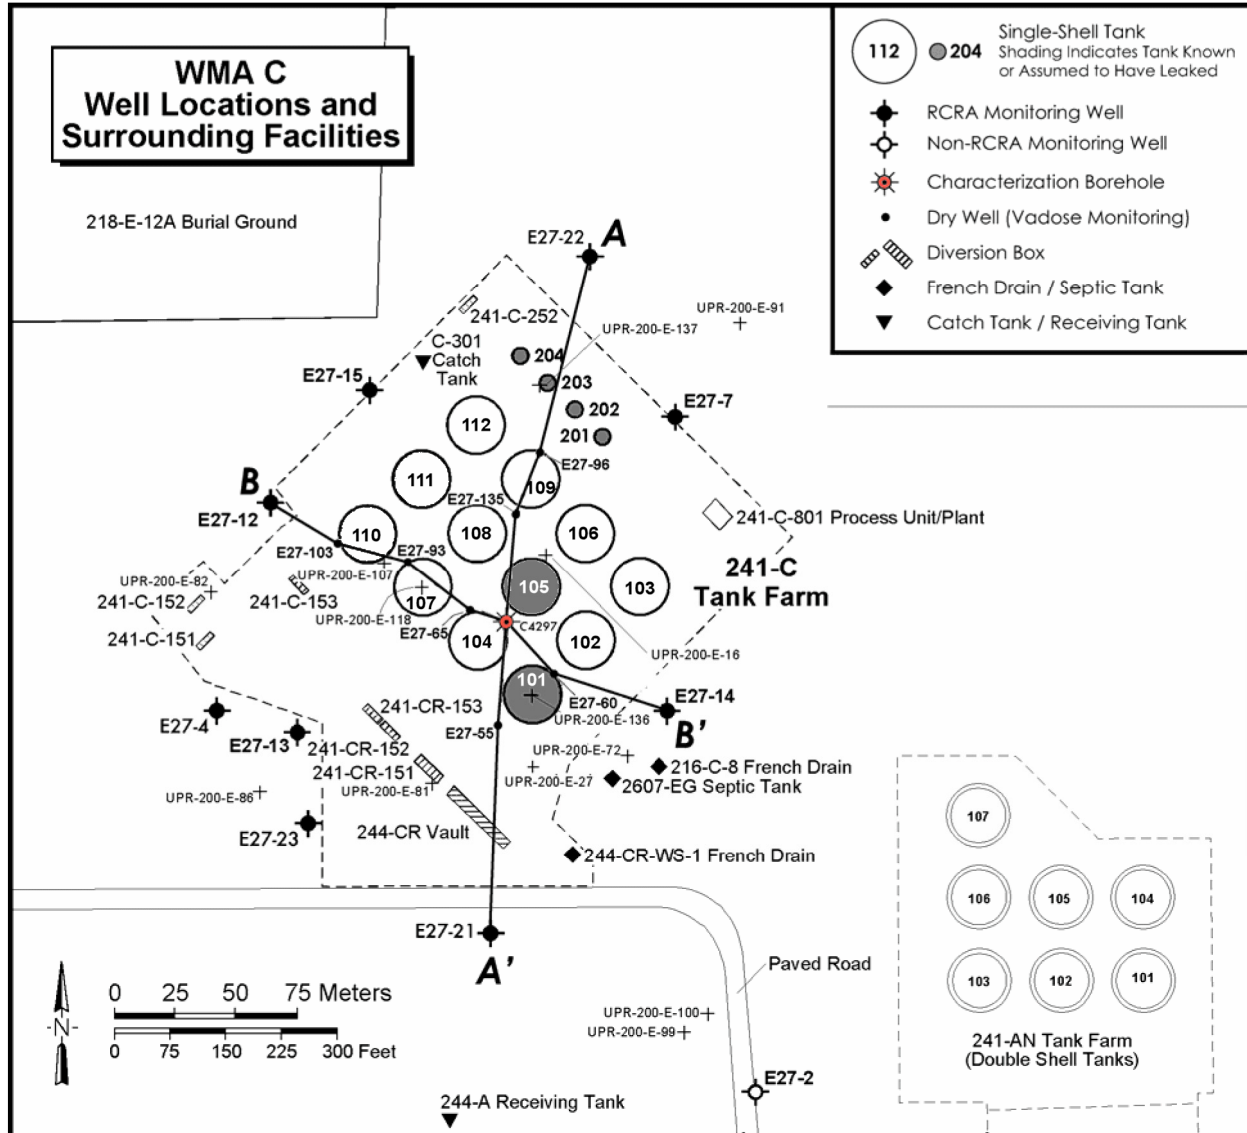 WMA C
Well Locations and
Surrounding Facilities
112
204
Single-Shell Tank
Shading Indicates Tank Known
or Assumed to Have Leaked
RCRA Monitoring Well
Non-RCRA Monitoring Well
Characterization Borehole
Dry Well (Vadose Monitoring)
Diversion Box
French Drain / Septic Tank
Catch Tank / Receiving Tank
218-E-12A Burial Ground
E27-22
A
UPR-200-E-91
241-C-252
UPR-200-E-137
C-301
Catch
Tank
204
E27-15
203
202
E27-7
201
112
E27-96
111
109
B
E27-135
E27-12
110
108
106
241-C-801 Process Unit/Plant
E27-103
E27-93
241-C
Tank Farm
UPR-200-E-107
UPR-200-E-82
241-C-152
241-C-153
107
105
103
UPR-200-E-118
C4297
E27-65
241-C-151
104
102
UPR-200-E-16
101
E27-14
E27-60
241-CR-153
UPR-200-E-136
E27-4
B'
E27-55
E27-13
241-CR-152
UPR-200-E-72
241-CR-151
216-C-8 French Drain
UPR-200-E-27
2607-EG Septic Tank
UPR-200-E-81
UPR-200-E-86
E27-23
244-CR Vault
244-CR-WS-1 French Drain
107
106
105
104
E27-21
A'
Paved Road
103
102
101
0 25 50 75 Meters
-N-
0 75 150 225 300 Feet
UPR-200-E-100
UPR-200-E-99
241-AN Tank Farm
(Double Shell Tanks)
E27-2
244-A Receiving Tank